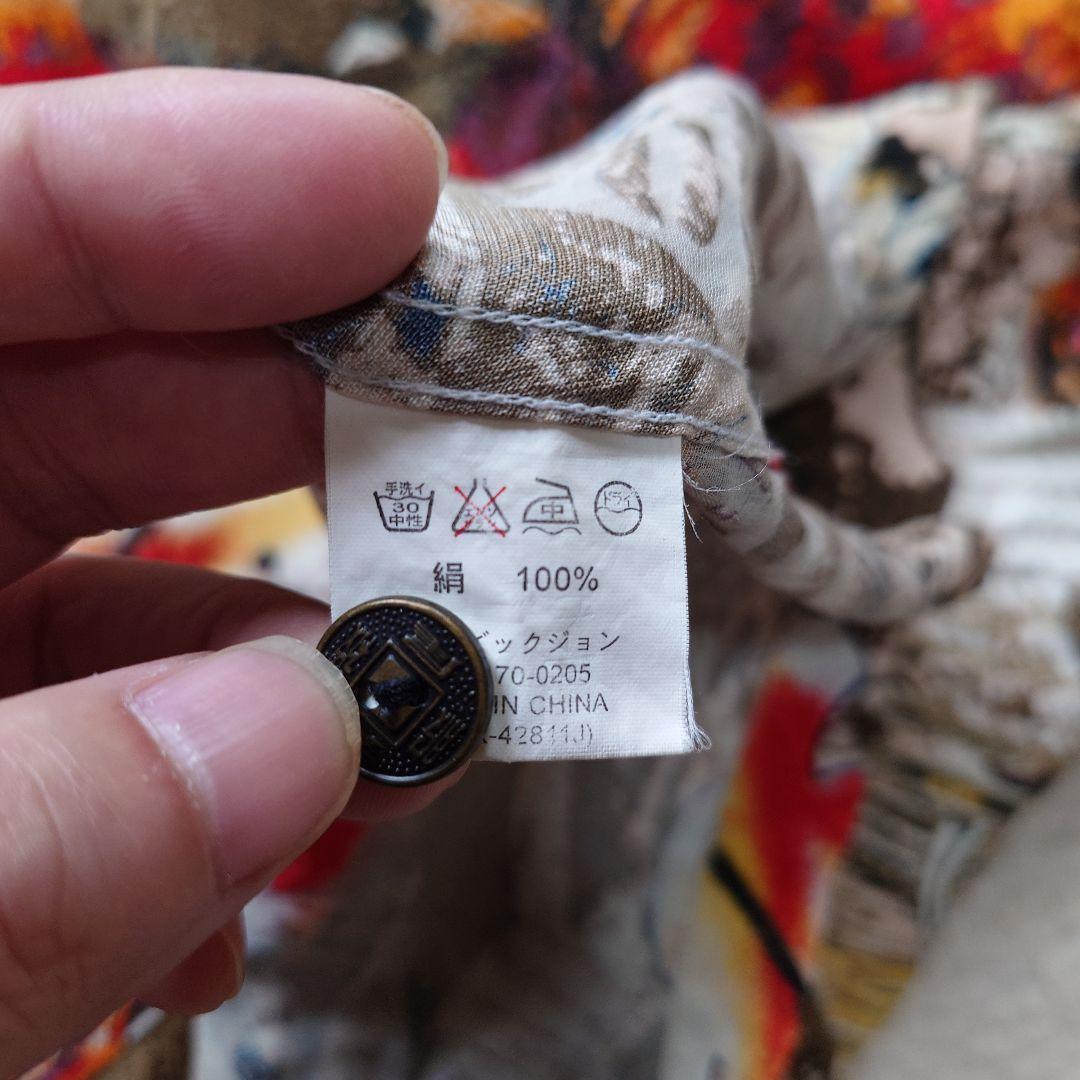 手洗イ
30
中性
中
ドライ
絹 100%
ビックジョン
70-0205
IN CHINA
-42811J)